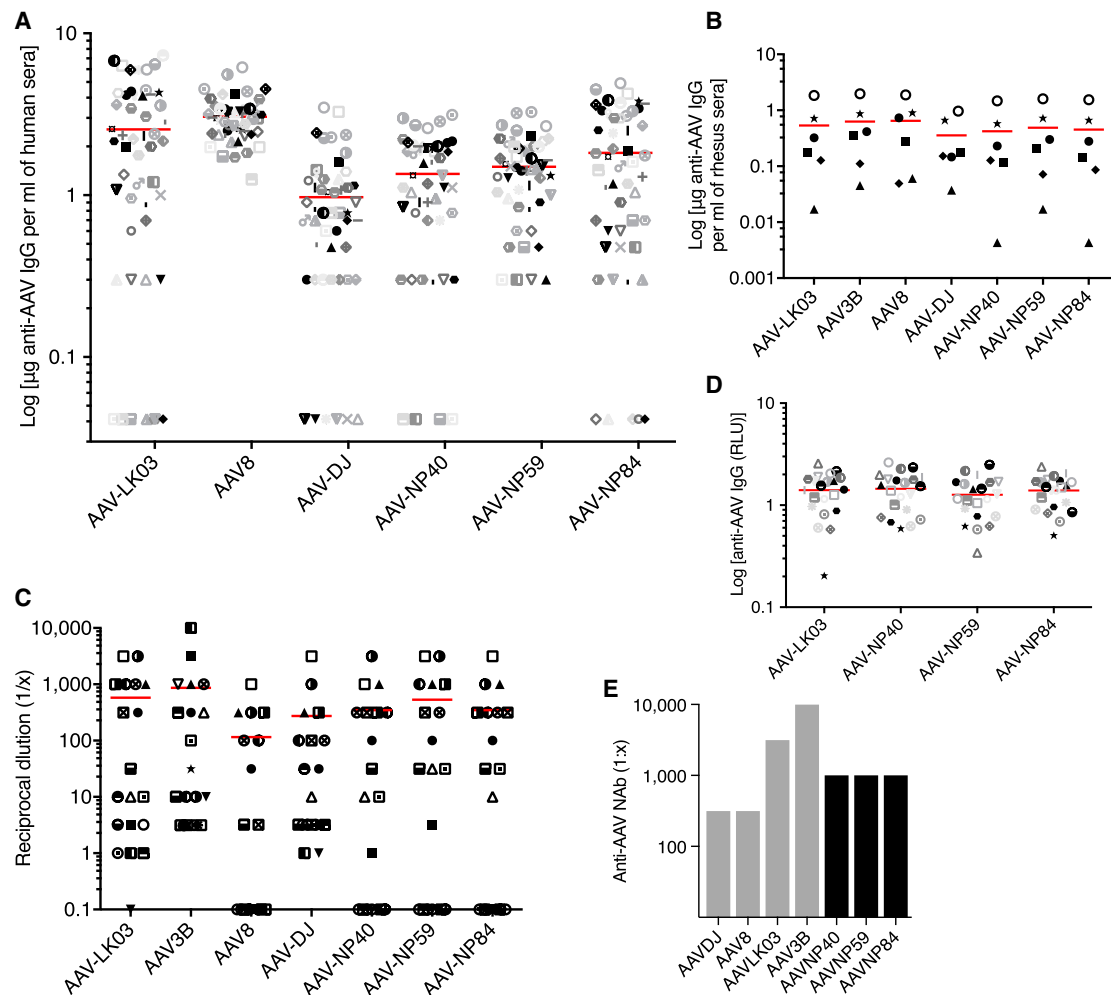 A
Log [µg anti-AAV IgG per ml of human sera]
10
1
0.1
AAV-LK03
AAV8
AAV-DJ
AAV-NP40
AAV-NP59
AAV-NP84
B
Log [µg anti-AAV IgG
per ml of rhesus sera]
10
1
0.1
0.01
0.001
AAV-LK03
AAV3B
AAV8
AAV-DJ
AAV-NP40
AAV-NP59
AAV-NP84
D
Log [anti-AAV IgG (RLU)]
10
1
0.1
AAV-LK03
AAV-NP40
AAV-NP59
AAV-NP84
C
Reciprocal dlution (1/x)
10,000
1,000
100
10
1
0.1
AAV-LK03
AAV3B
AAV8
AAV-DJ
AAV-NP40
AAV-NP59
AAV-NP84
E
Anti-AAV NAb (1:x)
10,000
1,000
100
AAVDJ
AAV8
AAVLK03
AAV3B
AAVNP40
AAVNP59
AAVNP84